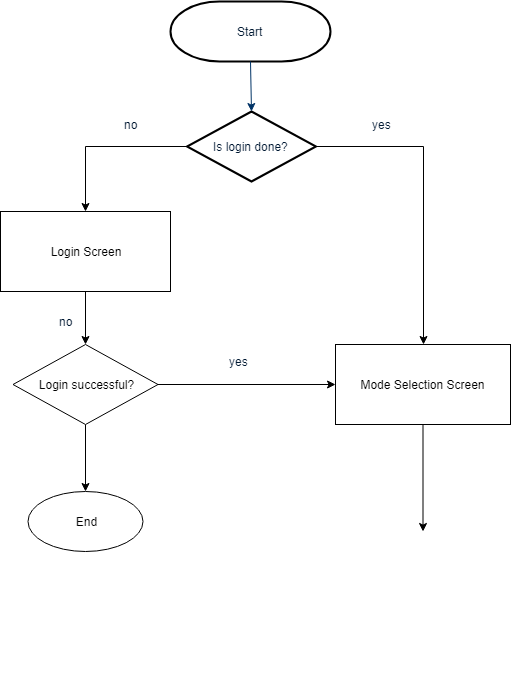 Start
no
yes
Is login done?
Login Screen
no
yes
Login successful?
Mode Selection Screen
End